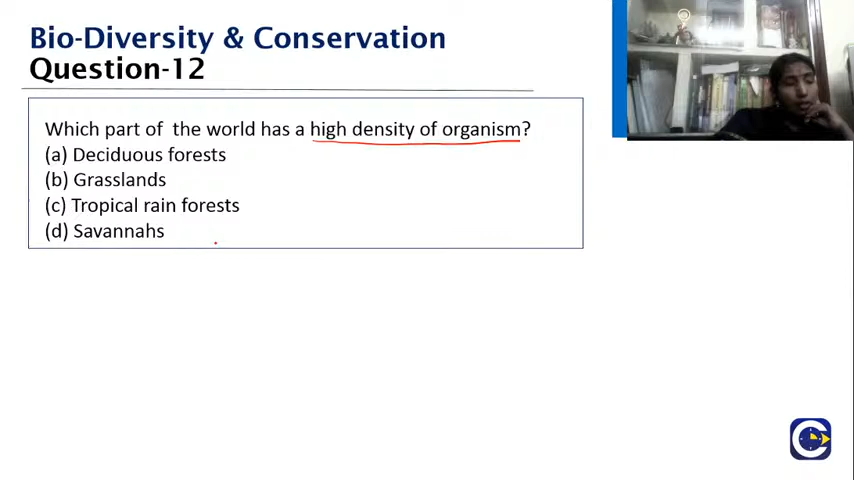 Bio-Diversity & Conservation
Question-12
Which part of the world has a high density of organism?
(a) Deciduous forests
(b) Grasslands
(c) Tropical rain forests
(d) Savannahs